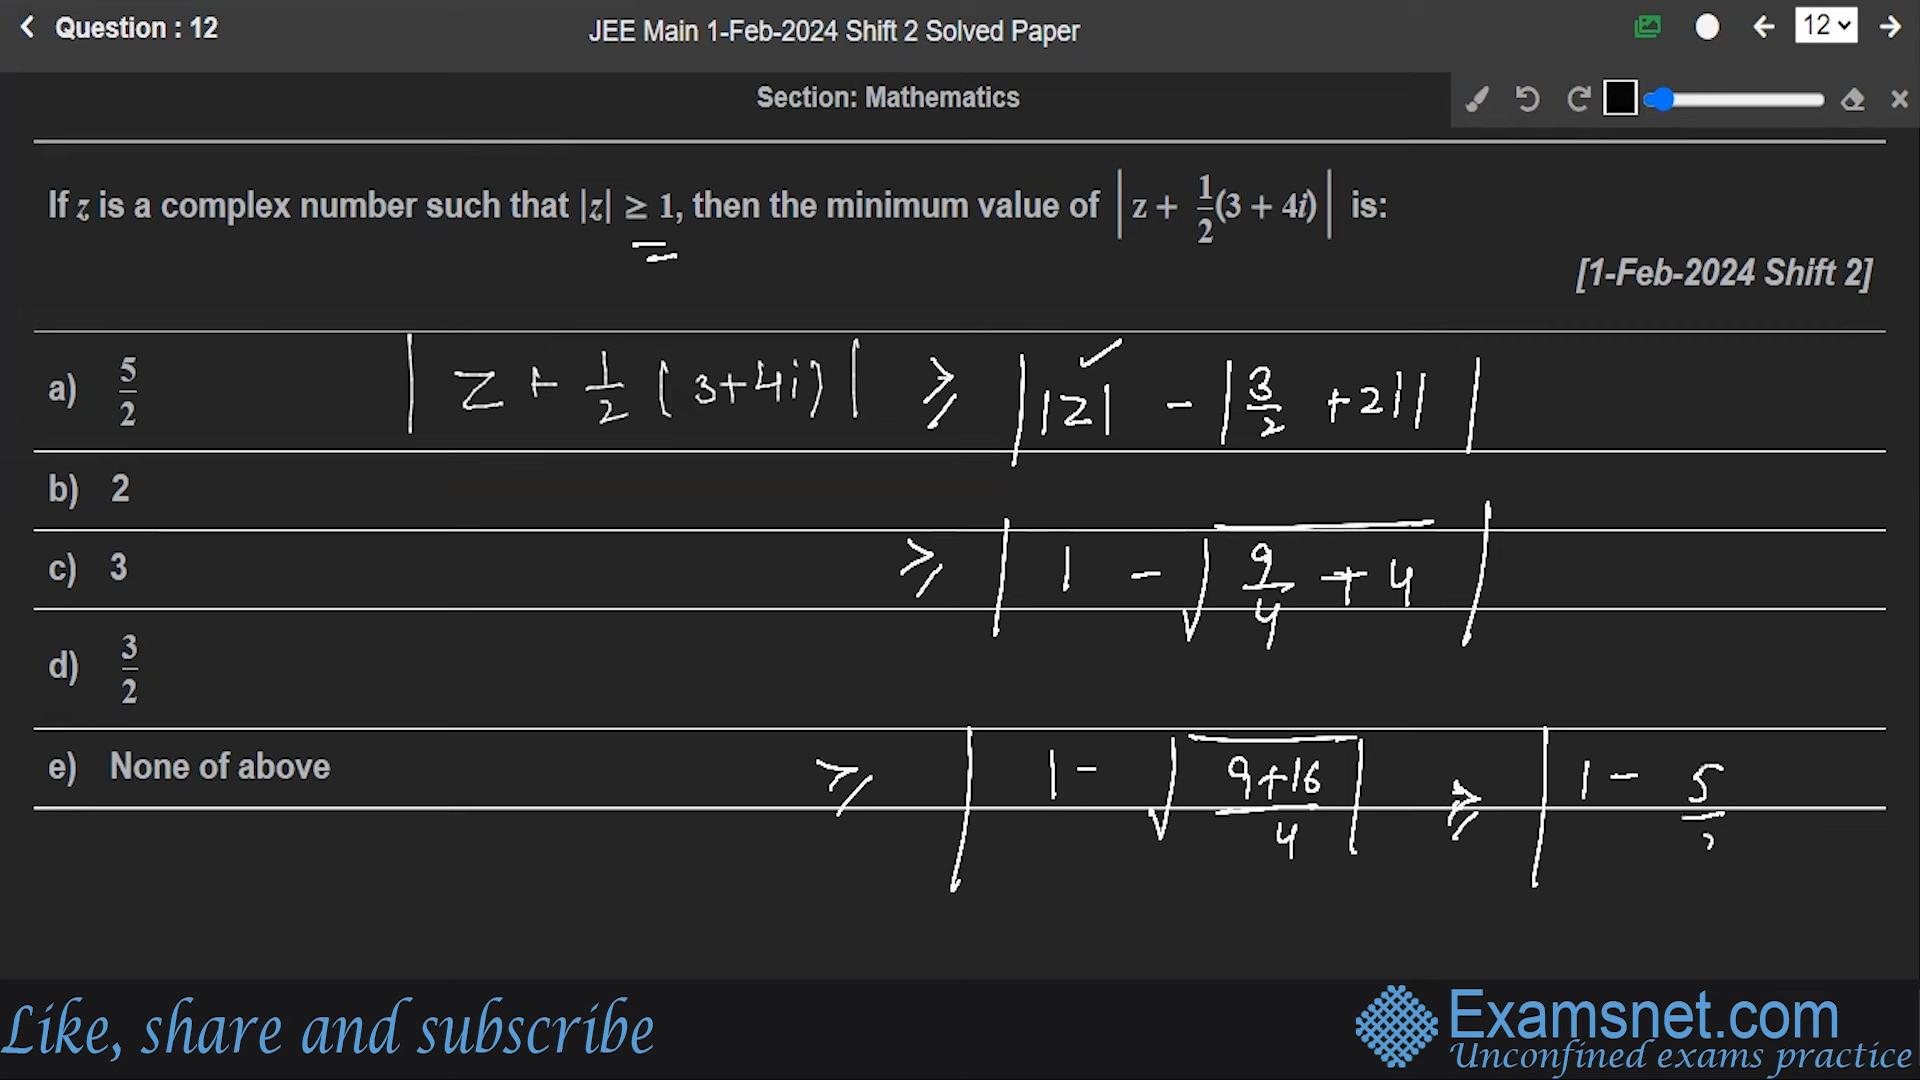 Question : 12
JEE Main 1-Feb-2024 Shift 2 Solved Paper
12
Section: Mathematics
If z is a complex number such that |z| ≥ 1, then the minimum value of |z + 1/2(3 + 4i)| is:
[1-Feb-2024 Shift 2]
a) 5/2
| z + 1/2 (3+4i) | ≥ | |z| - | 3/2 + 2i | |
b) 2
c) 3
≥ | 1 - √(9/4 + 4) |
d) 3/2
e) None of above
≥ | 1 - √((9+16)/4) | ≥ | 1 - 5/
Like, share and subscribe
Examsnet.com
Unconfined exams practice